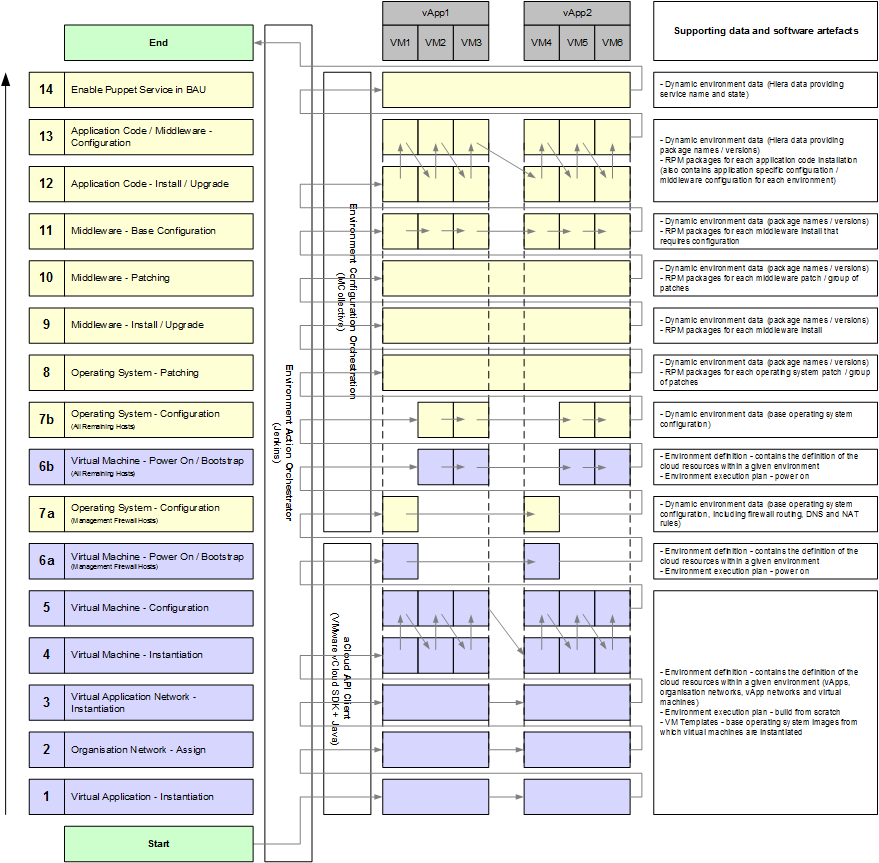 vApp1
vApp2
Supporting data and software artefacts
VM1
VM2
VM3
VM4
VM5
VM6
End
14
Enable Puppet Service in BAU
- Dynamic environment data (Hiera data providing
service name and state)
13
Application Code / Middleware -
Configuration
- Dynamic environment data (Hiera data providing
package names / versions)
- RPM packages for each application code installation
(also contains application specific configuration /
middleware configuration for each environment)
12
Application Code - Install / Upgrade
11
Middleware - Base Configuration
- Dynamic environment data (package names / versions)
- RPM packages for each middleware install that
requires configuration
10
Middleware - Patching
- Dynamic environment data (package names / versions)
- RPM packages for each middleware patch / group of
patches
9
Middleware - Install / Upgrade
- Dynamic environment data (package names / versions)
- RPM packages for each middleware install
8
Operating System - Patching
- Dynamic environment data (package names / versions)
- RPM packages for each operating system patch / group
of patches
7b
Operating System - Configuration
(All Remaining Hosts)
- Dynamic environment data (base operating system
configuration)
6b
Virtual Machine - Power On / Bootstrap
(All Remaining Hosts)
- Environment definition - contains the definition of the
cloud resources within a given environment
- Environment execution plan - power on
7a
Operating System - Configuration
(Management Firewall Hosts)
- Dynamic environment data (base operating system
configuration, including firewall routing, DNS and NAT
rules)
6a
Virtual Machine - Power On / Bootstrap
(Management Firewall Hosts)
- Environment definition - contains the definition of the
cloud resources within a given environment
- Environment execution plan - power on
5
Virtual Machine - Configuration
4
Virtual Machine - Instantiation
3
Virtual Application Network -
Instantiation
2
Organisation Network - Assign
1
Virtual Application - Instantiation
- Environment definition - contains the definition of the
cloud resources within a given environment (vApps,
organisation networks, vApp networks and virtual
machines)
- Environment execution plan - build from scratch
- VM Templates - base operating system images from
which virtual machines are instantiated
Start
Environment Action Orchestrator
(Jenkins)
Environment Configuration Orchestration
(MCollective)
aCloud API Client
(VMware vCloud SDK + Java)